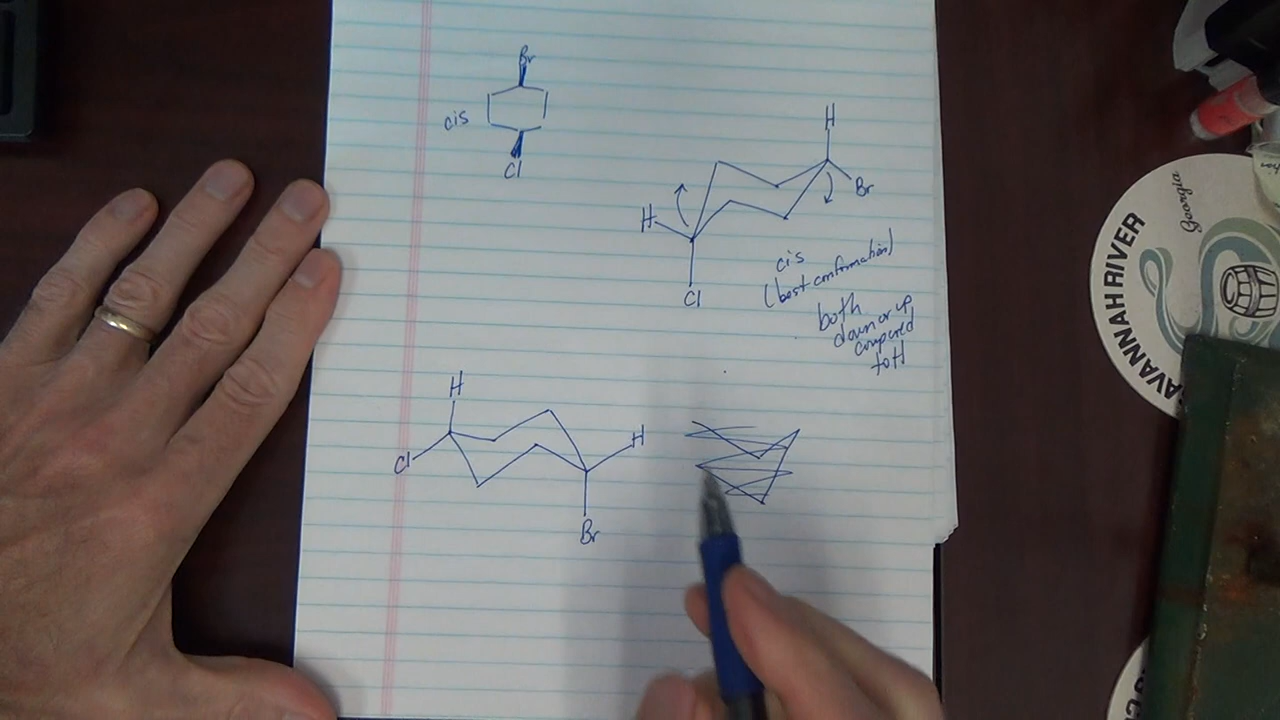 Br
cis
Cl
H
Br
H
Cl
cis
(best conformation)
both
down or up
compared
to H
H
Cl
H
Br
SAVANNAH RIVER
Georgia